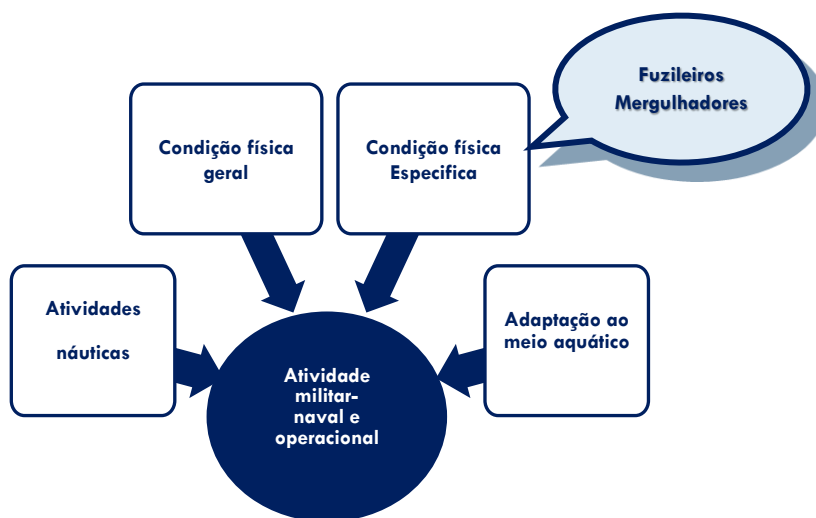 Fuzileiros
Mergulhadores
Condição física
geral
Condição física
Especifica
Atividades
náuticas
Adaptação ao
meio aquático
Atividade
militar-
naval e
operacional